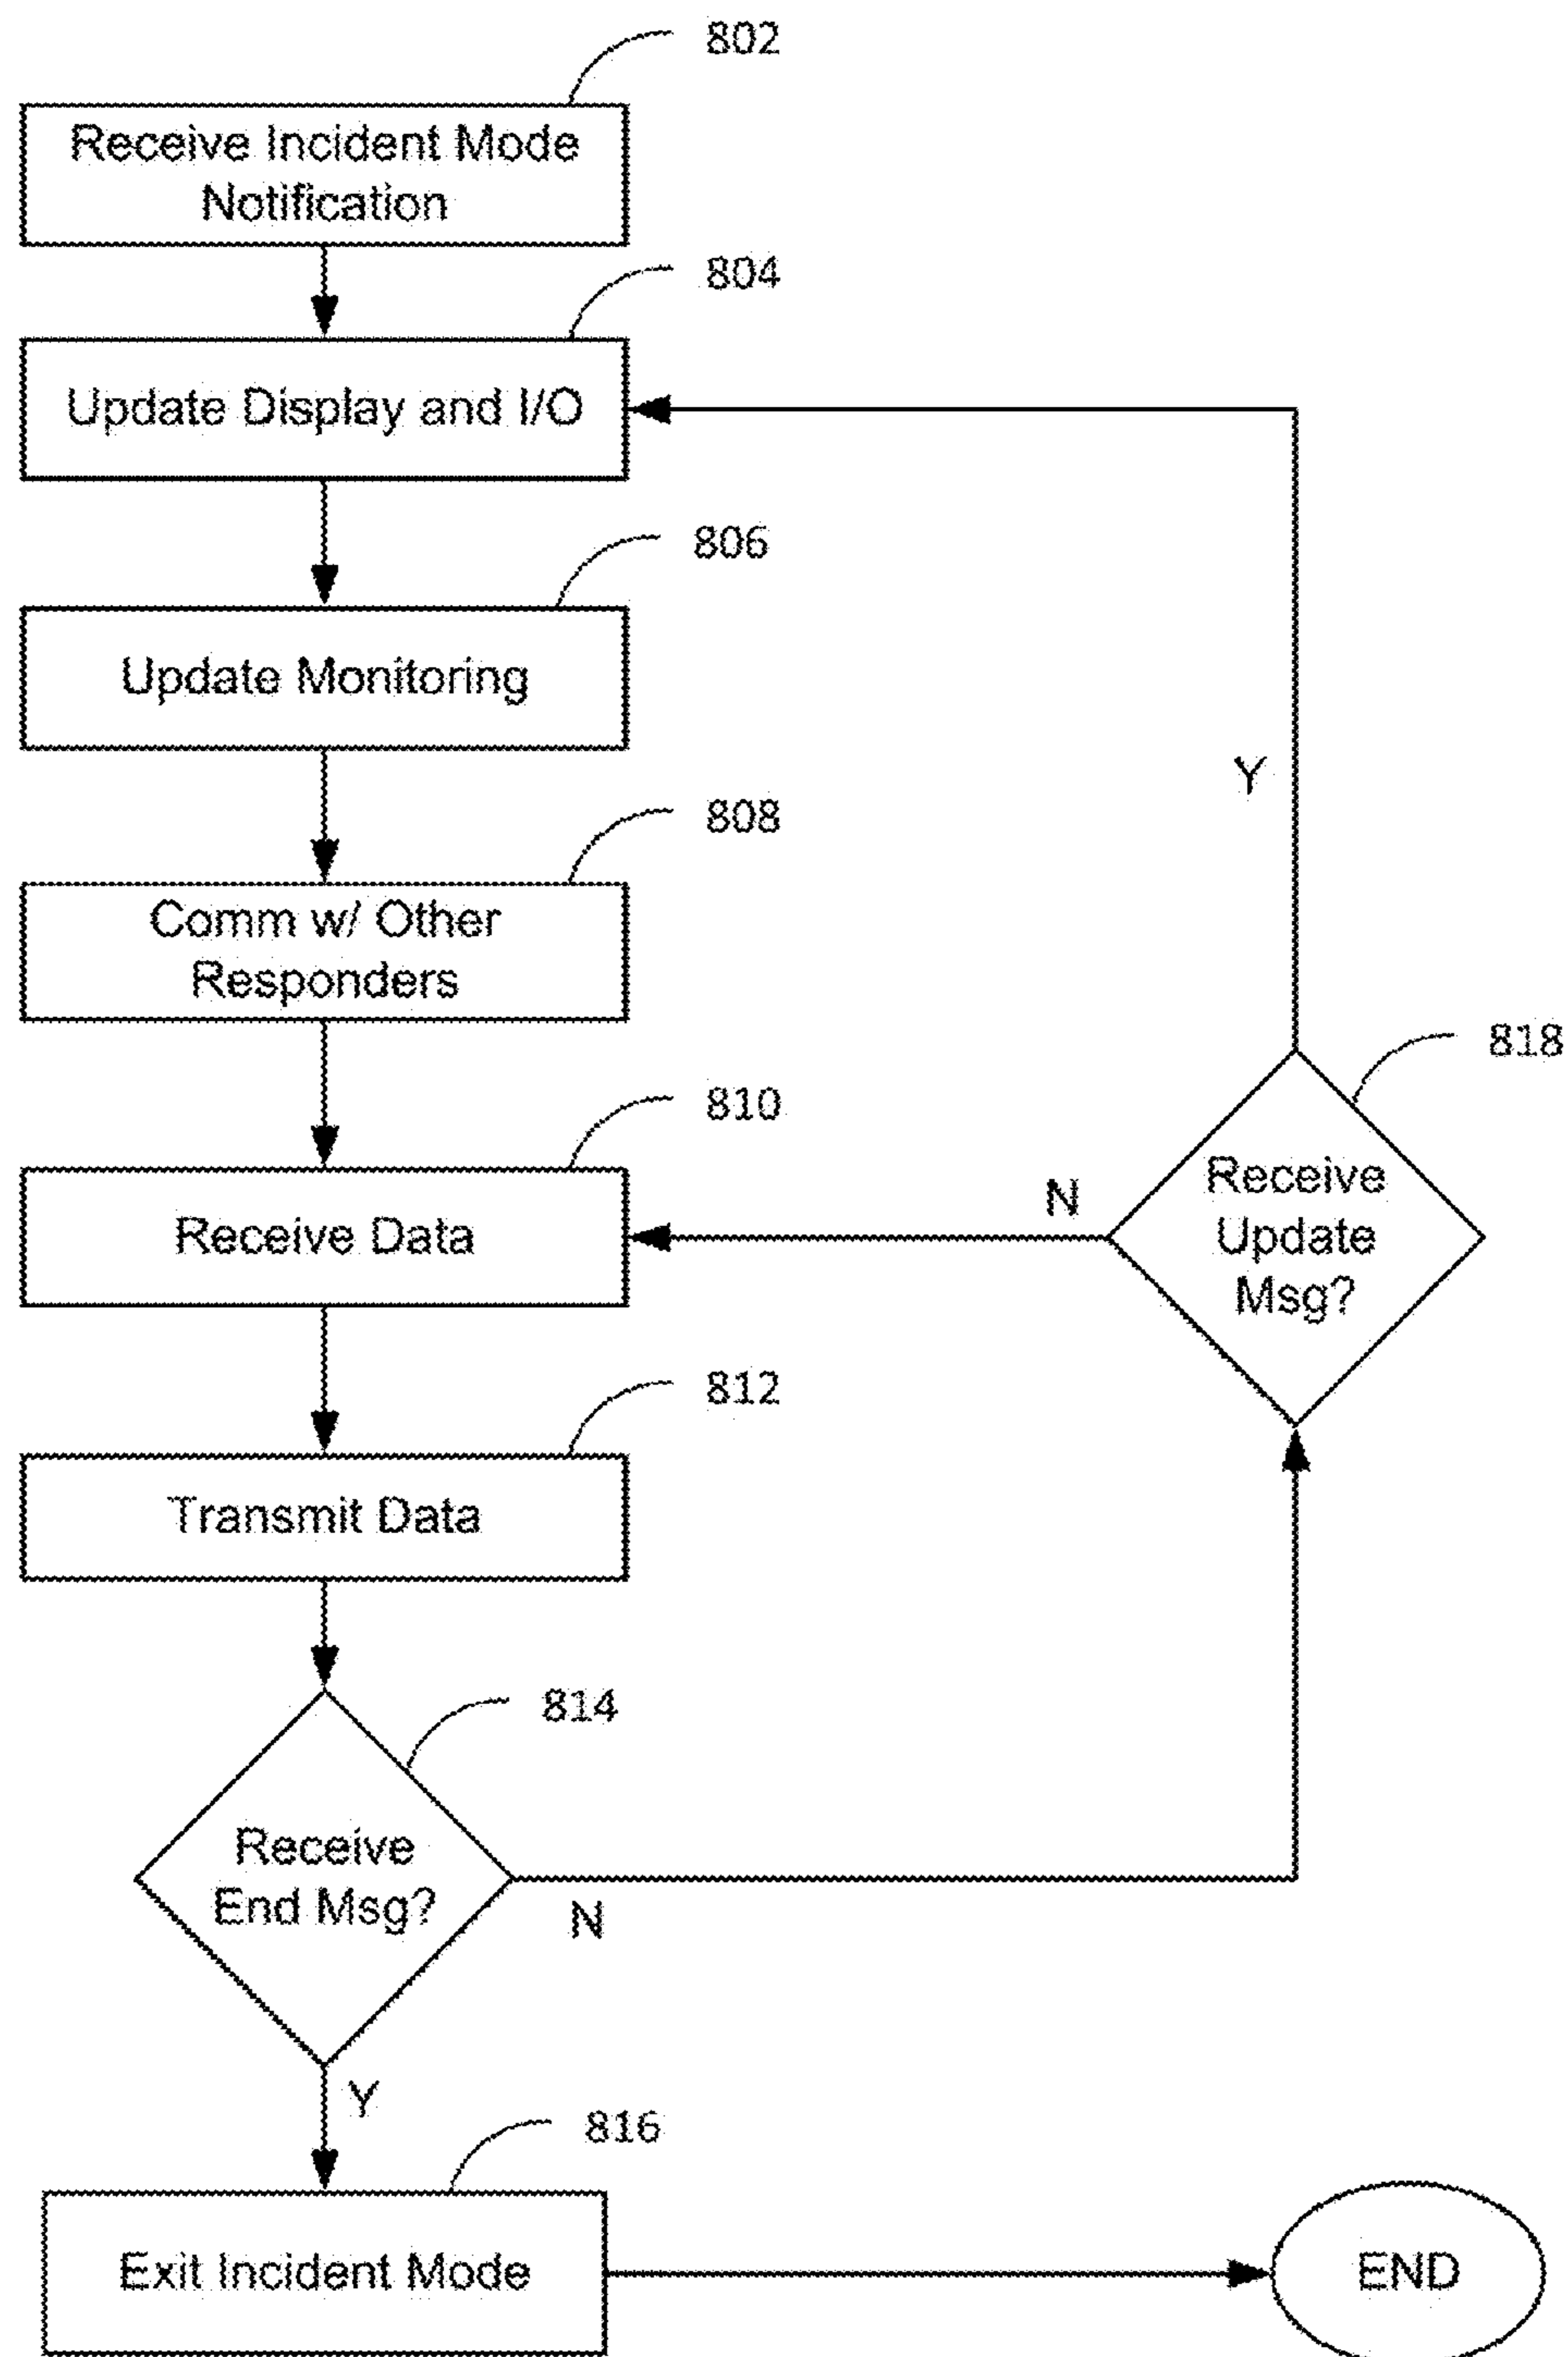 802
Receive Incident Mode
Notification
804
Update Display and I/O
806
Update Monitoring
Y
808
Comm w/ Other
Responders
818
810
Receive Data
N
Receive
Update
Msg?
812
Transmit Data
814
Receive
End Msg?
N
Y
816
Exit Incident Mode
END